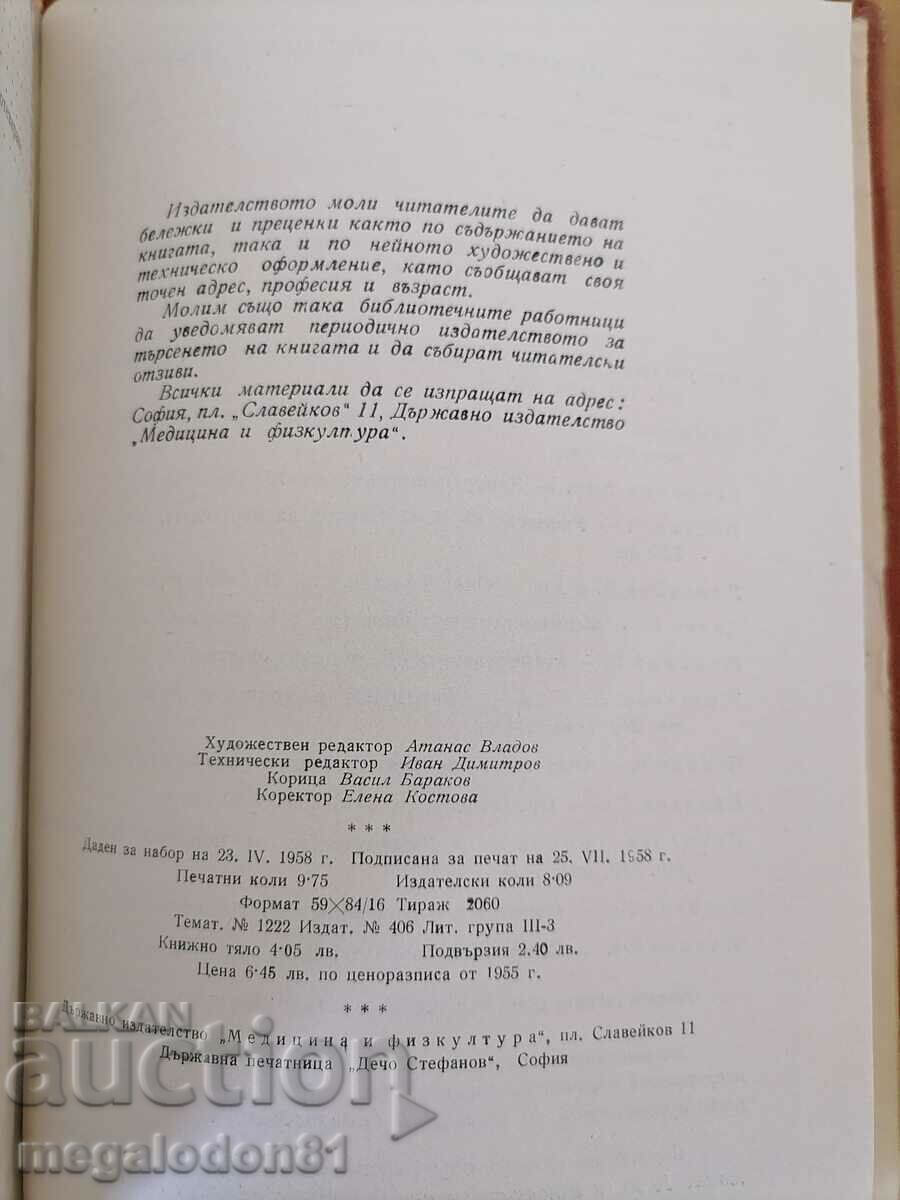 Издателството моли читателите да дават
бележки и преценки както по съдържанието на
книгата, така и по нейното художествено и
техническо оформление, като съобщават своя
точен адрес, професия и възраст.
Молим също така библиотечните работници
да уведомяват периодично издателството за
търсенето на книгата и да събират читателски
отзиви.
Всички материали да се изпращат на адрес:
София, пл. „Славейков“ 11, Държавно издателство
„Медицина и физкултура“.
Художествен редактор Атанас Владов
Технически редактор Иван Димитров
Корица Васил Бараков
Коректор Елена Костова
* * *
Даден за набор на 23. IV. 1958 г. Подписана за печат на 25. VII. 1958 г.
Печатни коли 9·75 Издателски коли 8·09
Формат 59×84/16 Тираж 2060
Темат. № 1222 Издат. № 406 Лит. група III-3
Книжно тяло 4·05 лв. Подвързия 2.40 лв.
Цена 6·45 лв. по ценоразписа от 1955 г.
* * *
Държавно издателство „Медицина и физкултура“, пл. Славейков 11
Държавна печатница „Дечо Стефанов“, София
BALKAN
auction
megalodon81